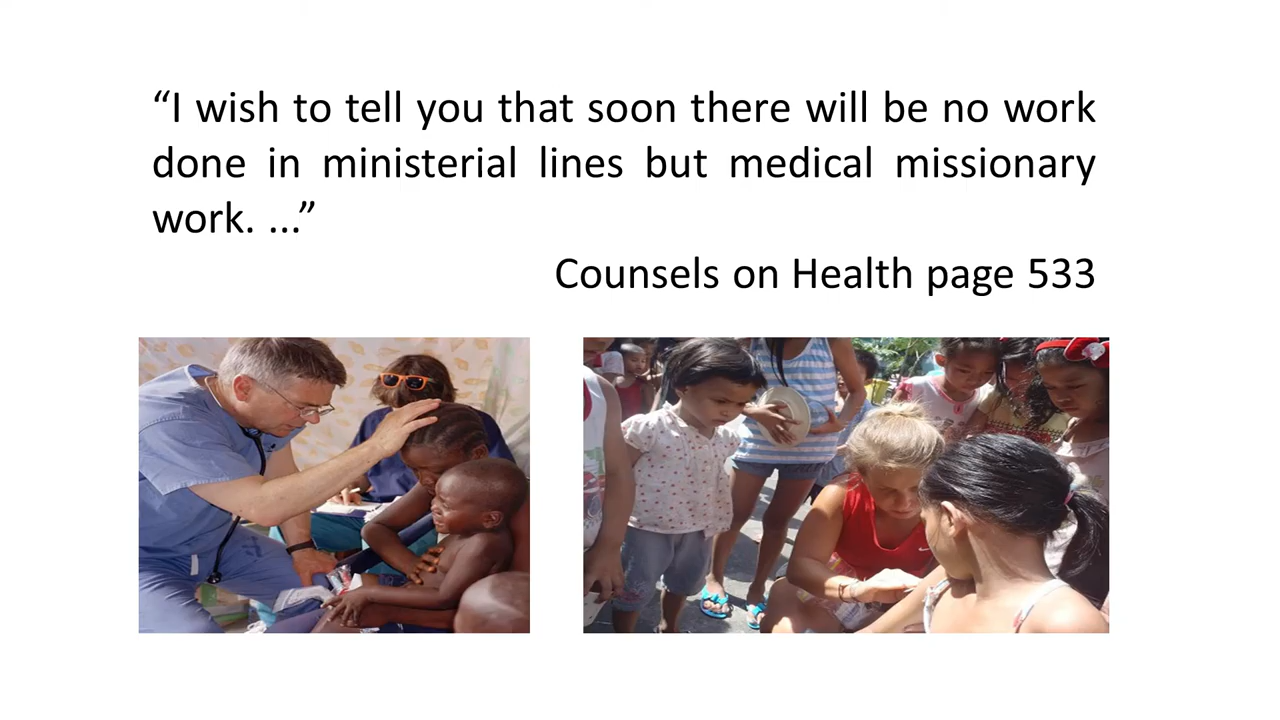 “I wish to tell you that soon there will be no work
done in ministerial lines but medical missionary
work. ...”
Counsels on Health page 533